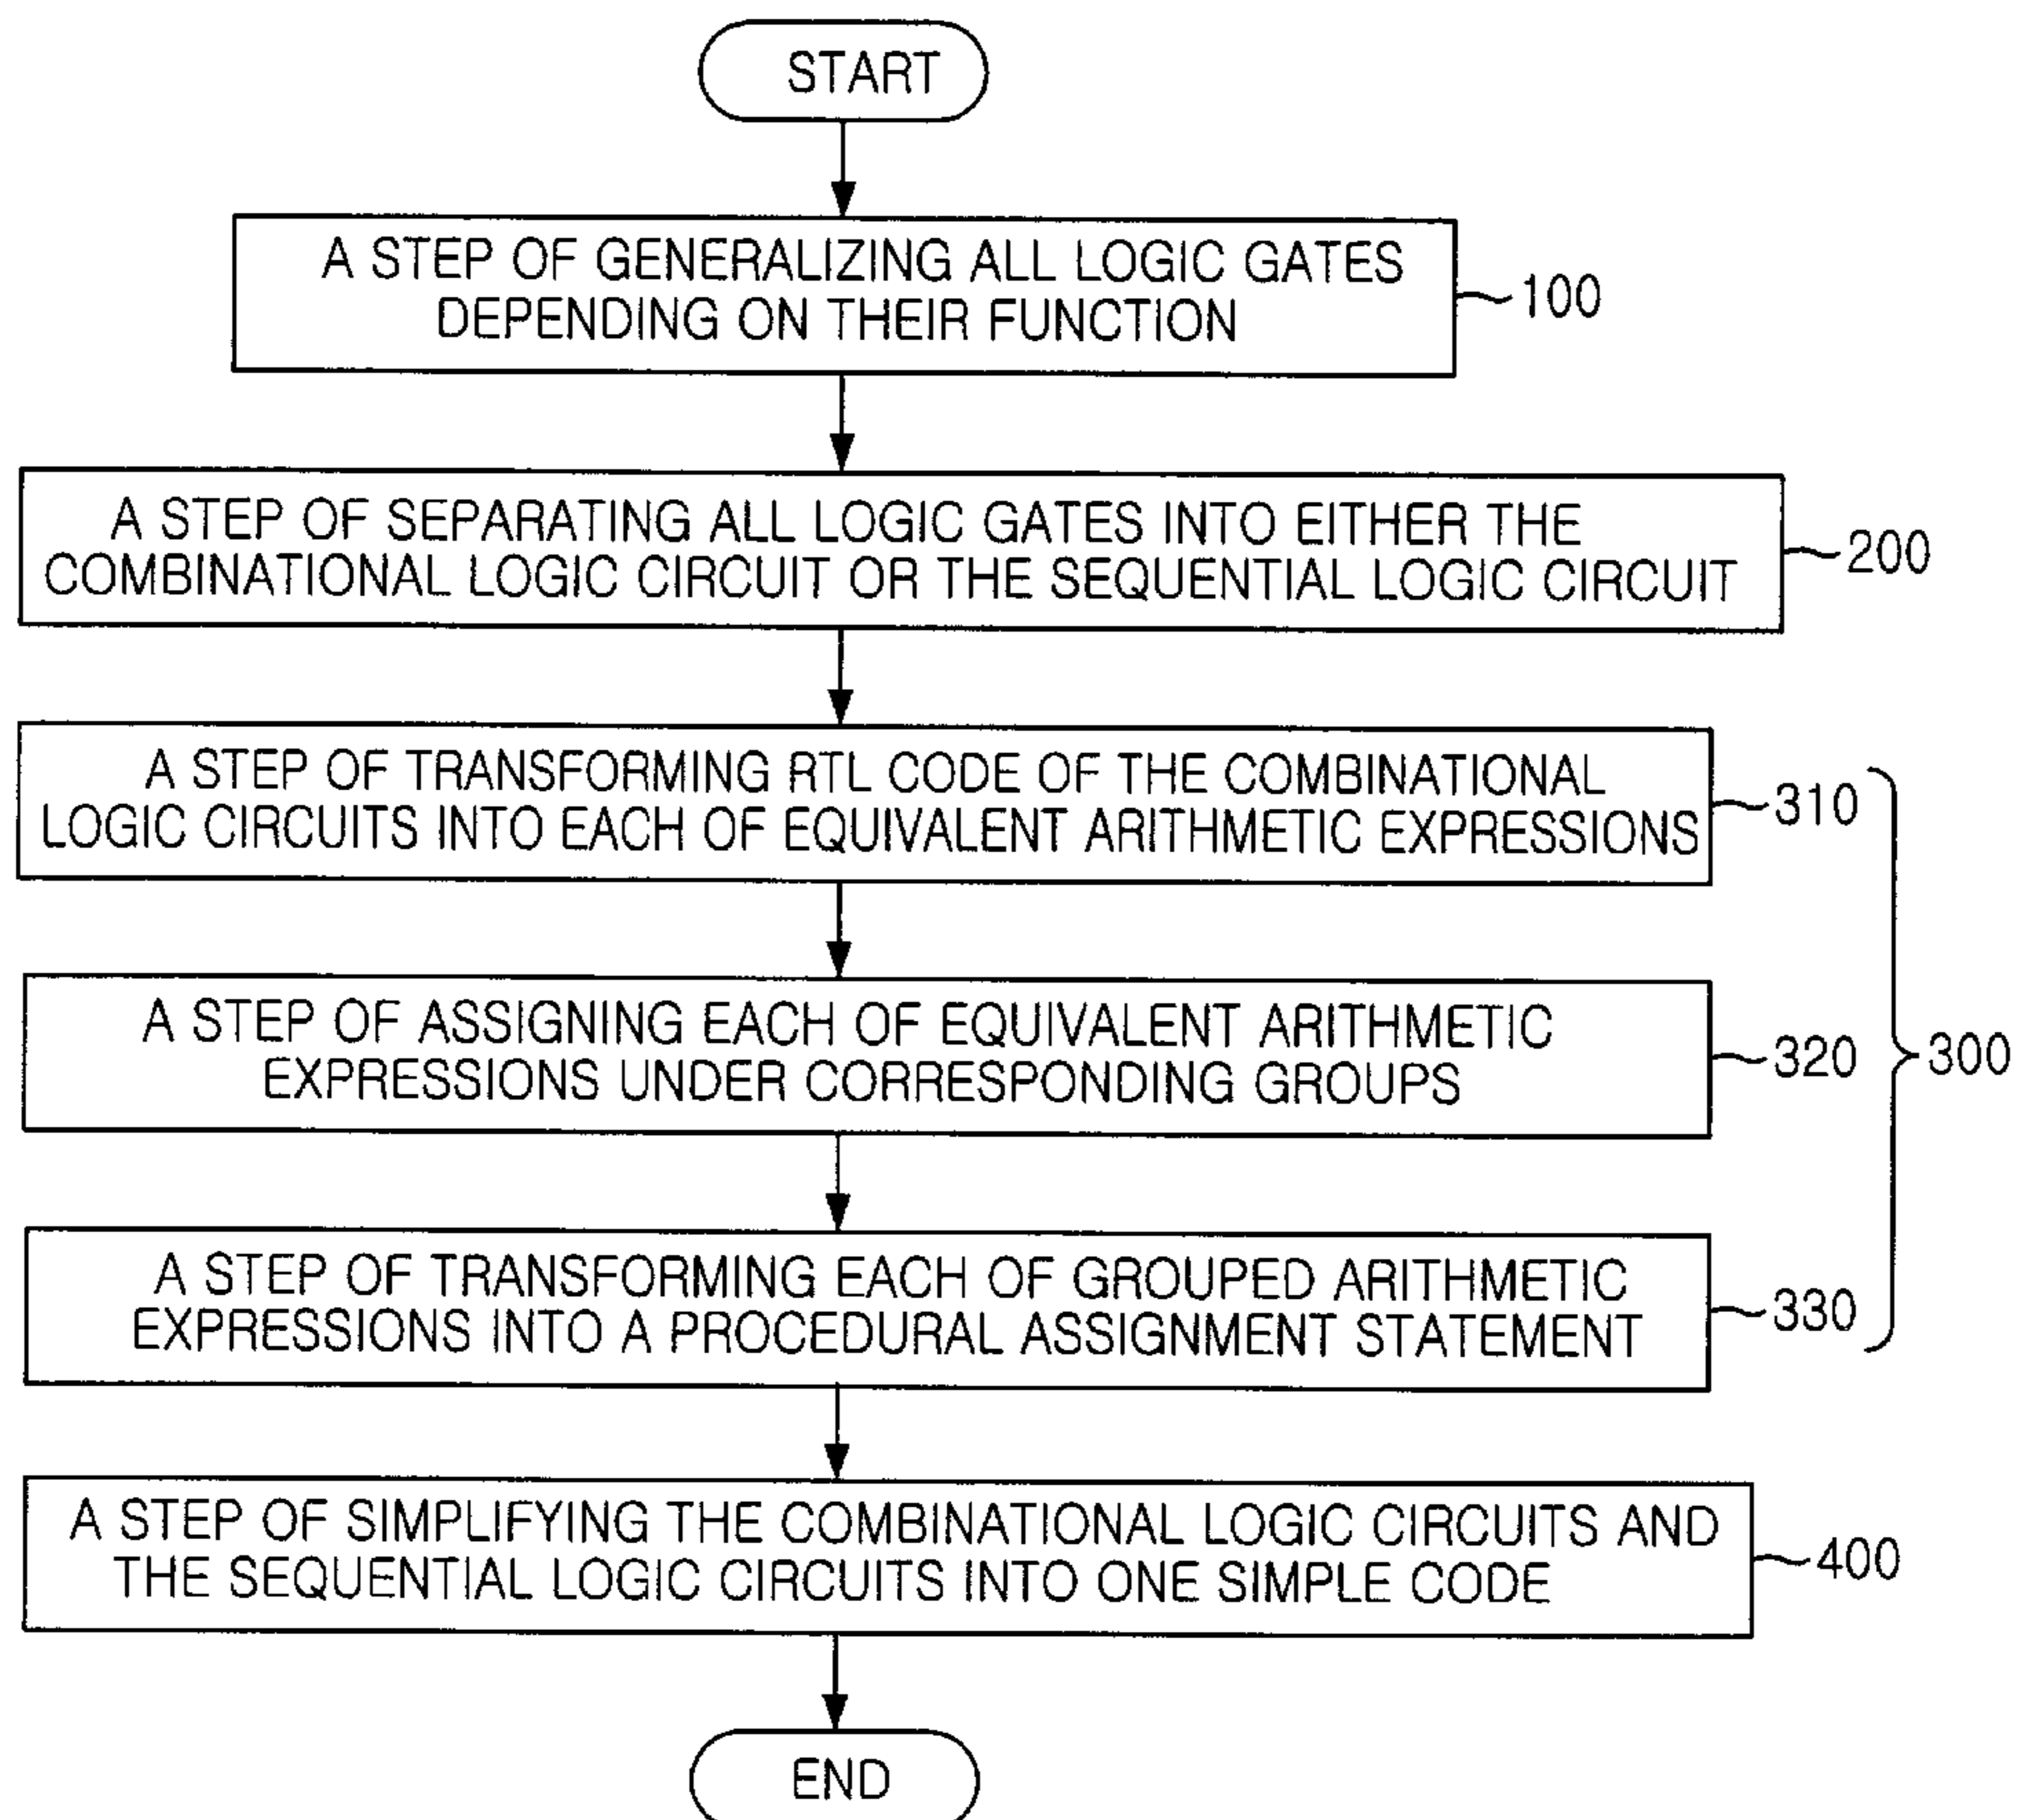 START
A STEP OF GENERALIZING ALL LOGIC GATES
DEPENDING ON THEIR FUNCTION
100
A STEP OF SEPARATING ALL LOGIC GATES INTO EITHER THE
COMBINATIONAL LOGIC CIRCUIT OR THE SEQUENTIAL LOGIC CIRCUIT
200
A STEP OF TRANSFORMING RTL CODE OF THE COMBINATIONAL
LOGIC CIRCUITS INTO EACH OF EQUIVALENT ARITHMETIC EXPRESSIONS
310
A STEP OF ASSIGNING EACH OF EQUIVALENT ARITHMETIC
EXPRESSIONS UNDER CORRESPONDING GROUPS
320
300
A STEP OF TRANSFORMING EACH OF GROUPED ARITHMETIC
EXPRESSIONS INTO A PROCEDURAL ASSIGNMENT STATEMENT
330
A STEP OF SIMPLIFYING THE COMBINATIONAL LOGIC CIRCUITS AND
THE SEQUENTIAL LOGIC CIRCUITS INTO ONE SIMPLE CODE
400
END